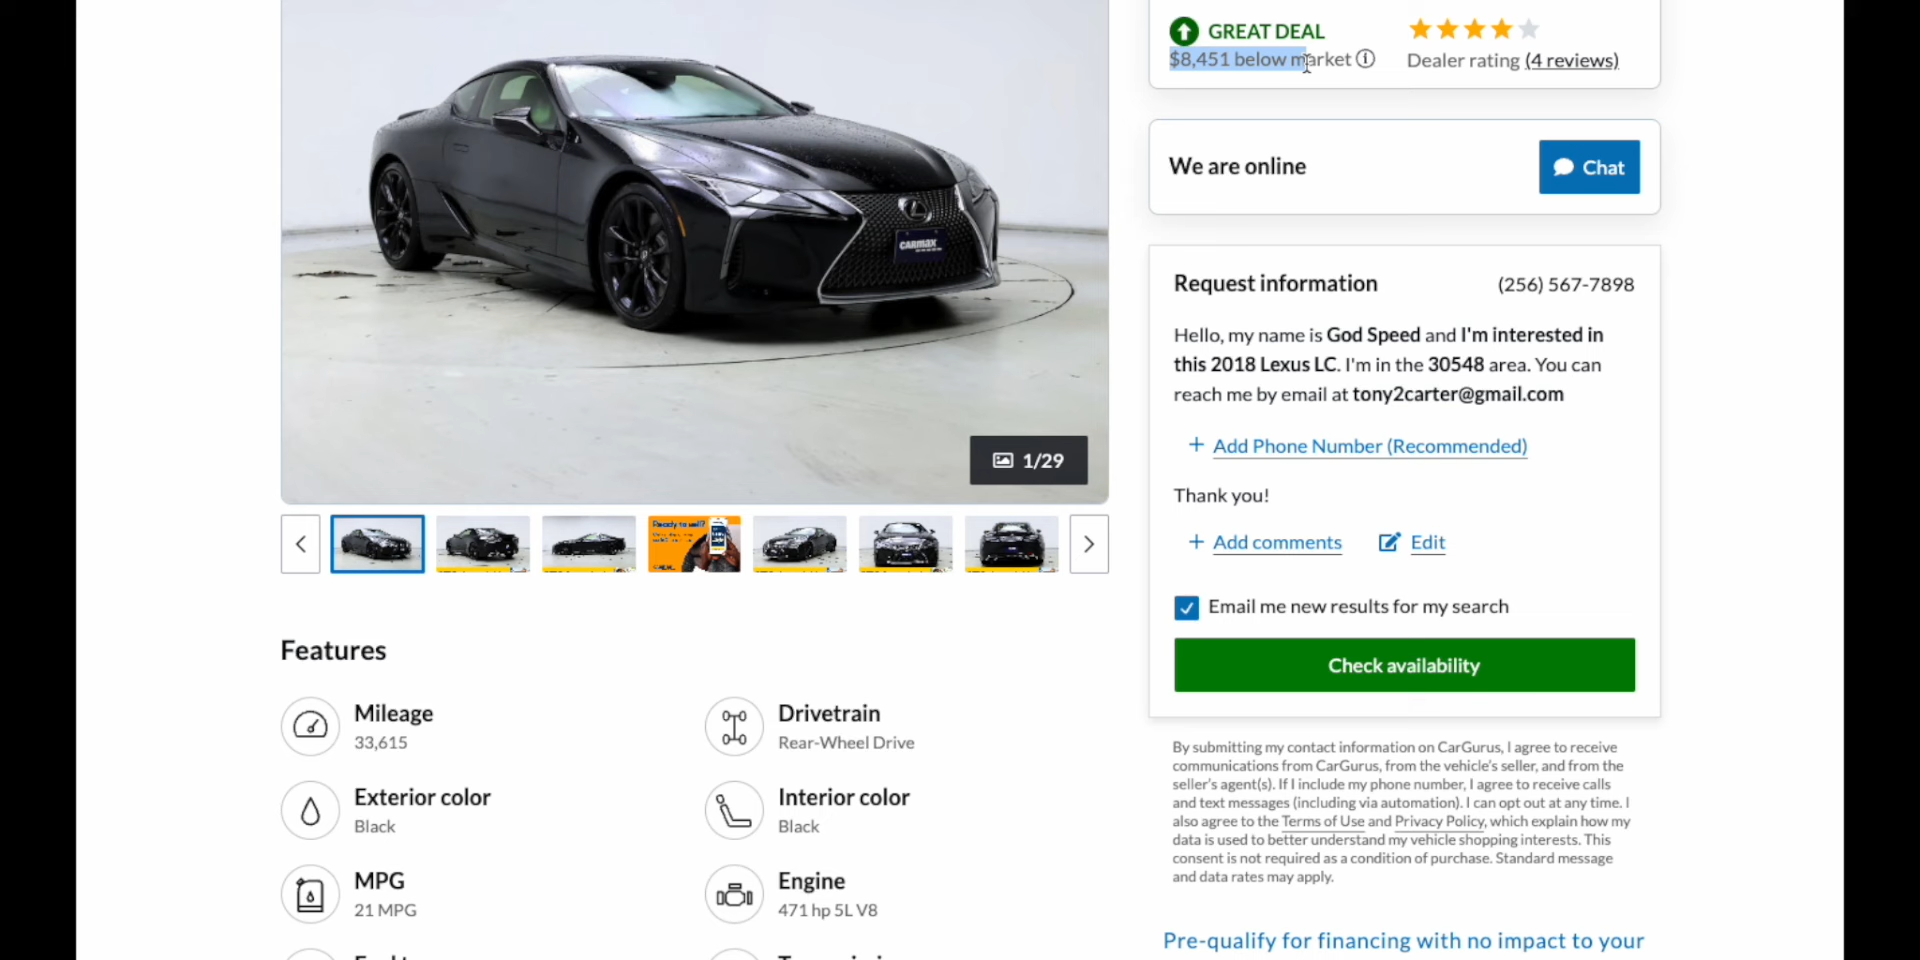 GREAT DEAL
$8,451 below market
Dealer rating (4 reviews)
We are online
Chat
CARMAX
1/29
Ready to sell?
Request information
(256) 567-7898
Hello, my name is God Speed and I'm interested in
this 2018 Lexus LC. I'm in the 30548 area. You can
reach me by email at tony2carter@gmail.com
+ Add Phone Number (Recommended)
Thank you!
+ Add comments
Edit
Email me new results for my search
Check availability
By submitting my contact information on CarGurus, I agree to receive
communications from CarGurus, from the vehicle's seller, and from the
seller's agent(s). If I include my phone number, I agree to receive calls
and text messages (including via automation). I can opt out at any time. I
also agree to the Terms of Use and Privacy Policy, which explain how my
data is used to better understand my vehicle shopping interests. This
consent is not required as a condition of purchase. Standard message
and data rates may apply.
Pre-qualify for financing with no impact to your
Features
Mileage
33,615
Drivetrain
Rear-Wheel Drive
Exterior color
Black
Interior color
Black
MPG
21 MPG
Engine
471 hp 5L V8